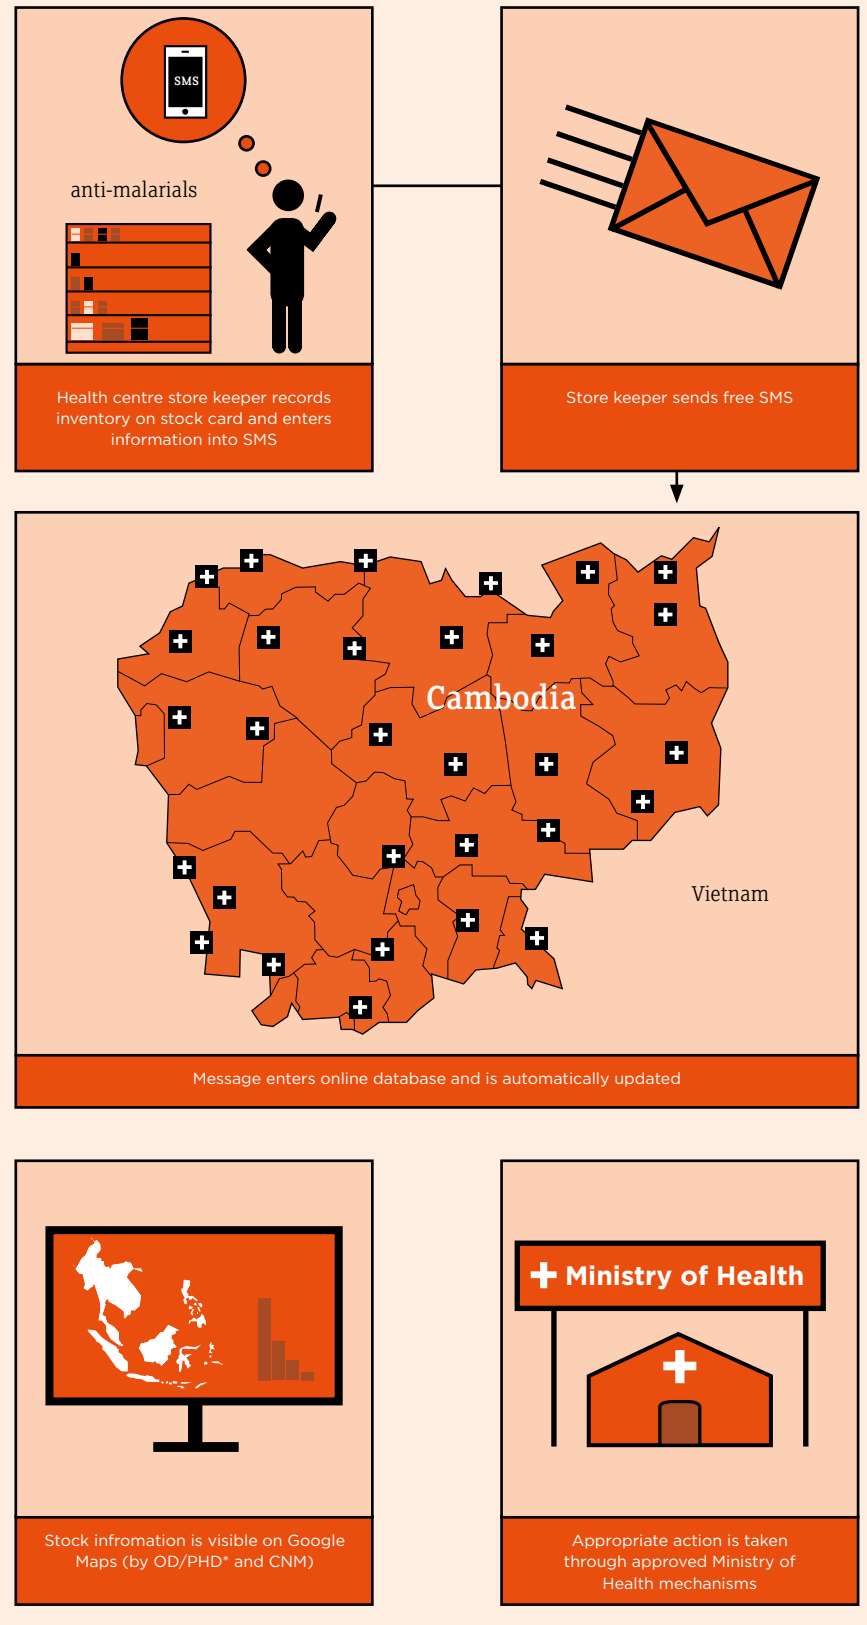 SMS
anti-malarials
Health centre store keeper records
inventory on stock card and enters
information into SMS
Store keeper sends free SMS
Cambodia
Vietnam
Message enters online database and is automatically updated
Stock infromation is visible on Google
Maps (by OD/PHD* and CNM)
Ministry of Health
Appropriate action is taken
through approved Ministry of
Health mechanisms